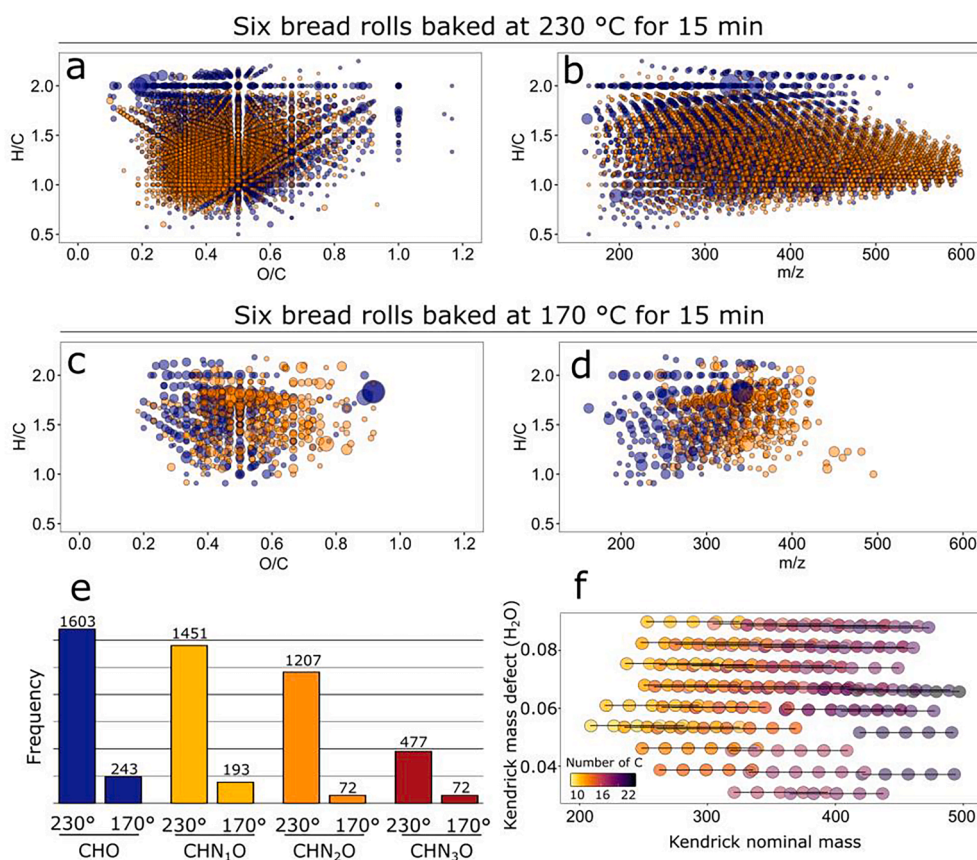 Six bread rolls baked at 230 °C for 15 min
a
b
H/C
2.0
1.5
1.0
0.5
0.0 0.2 0.4 0.6 0.8 1.0 1.2
O/C
H/C
2.0
1.5
1.0
0.5
200 300 400 500 600
m/z
Six bread rolls baked at 170 °C for 15 min
c
d
H/C
2.0
1.5
1.0
0.5
0.0 0.2 0.4 0.6 0.8 1.0 1.2
O/C
H/C
2.0
1.5
1.0
0.5
200 300 400 500 600
m/z
e
Frequency
1603 243 1451 193 1207 72 477 72
230° 170° 230° 170° 230° 170° 230° 170°
CHO CHN₁O CHN₂O CHN₃O
f
Kendrick mass defect (H₂O)
0.08
0.06
0.04
Number of C
10 16 22
200 300 400 500
Kendrick nominal mass